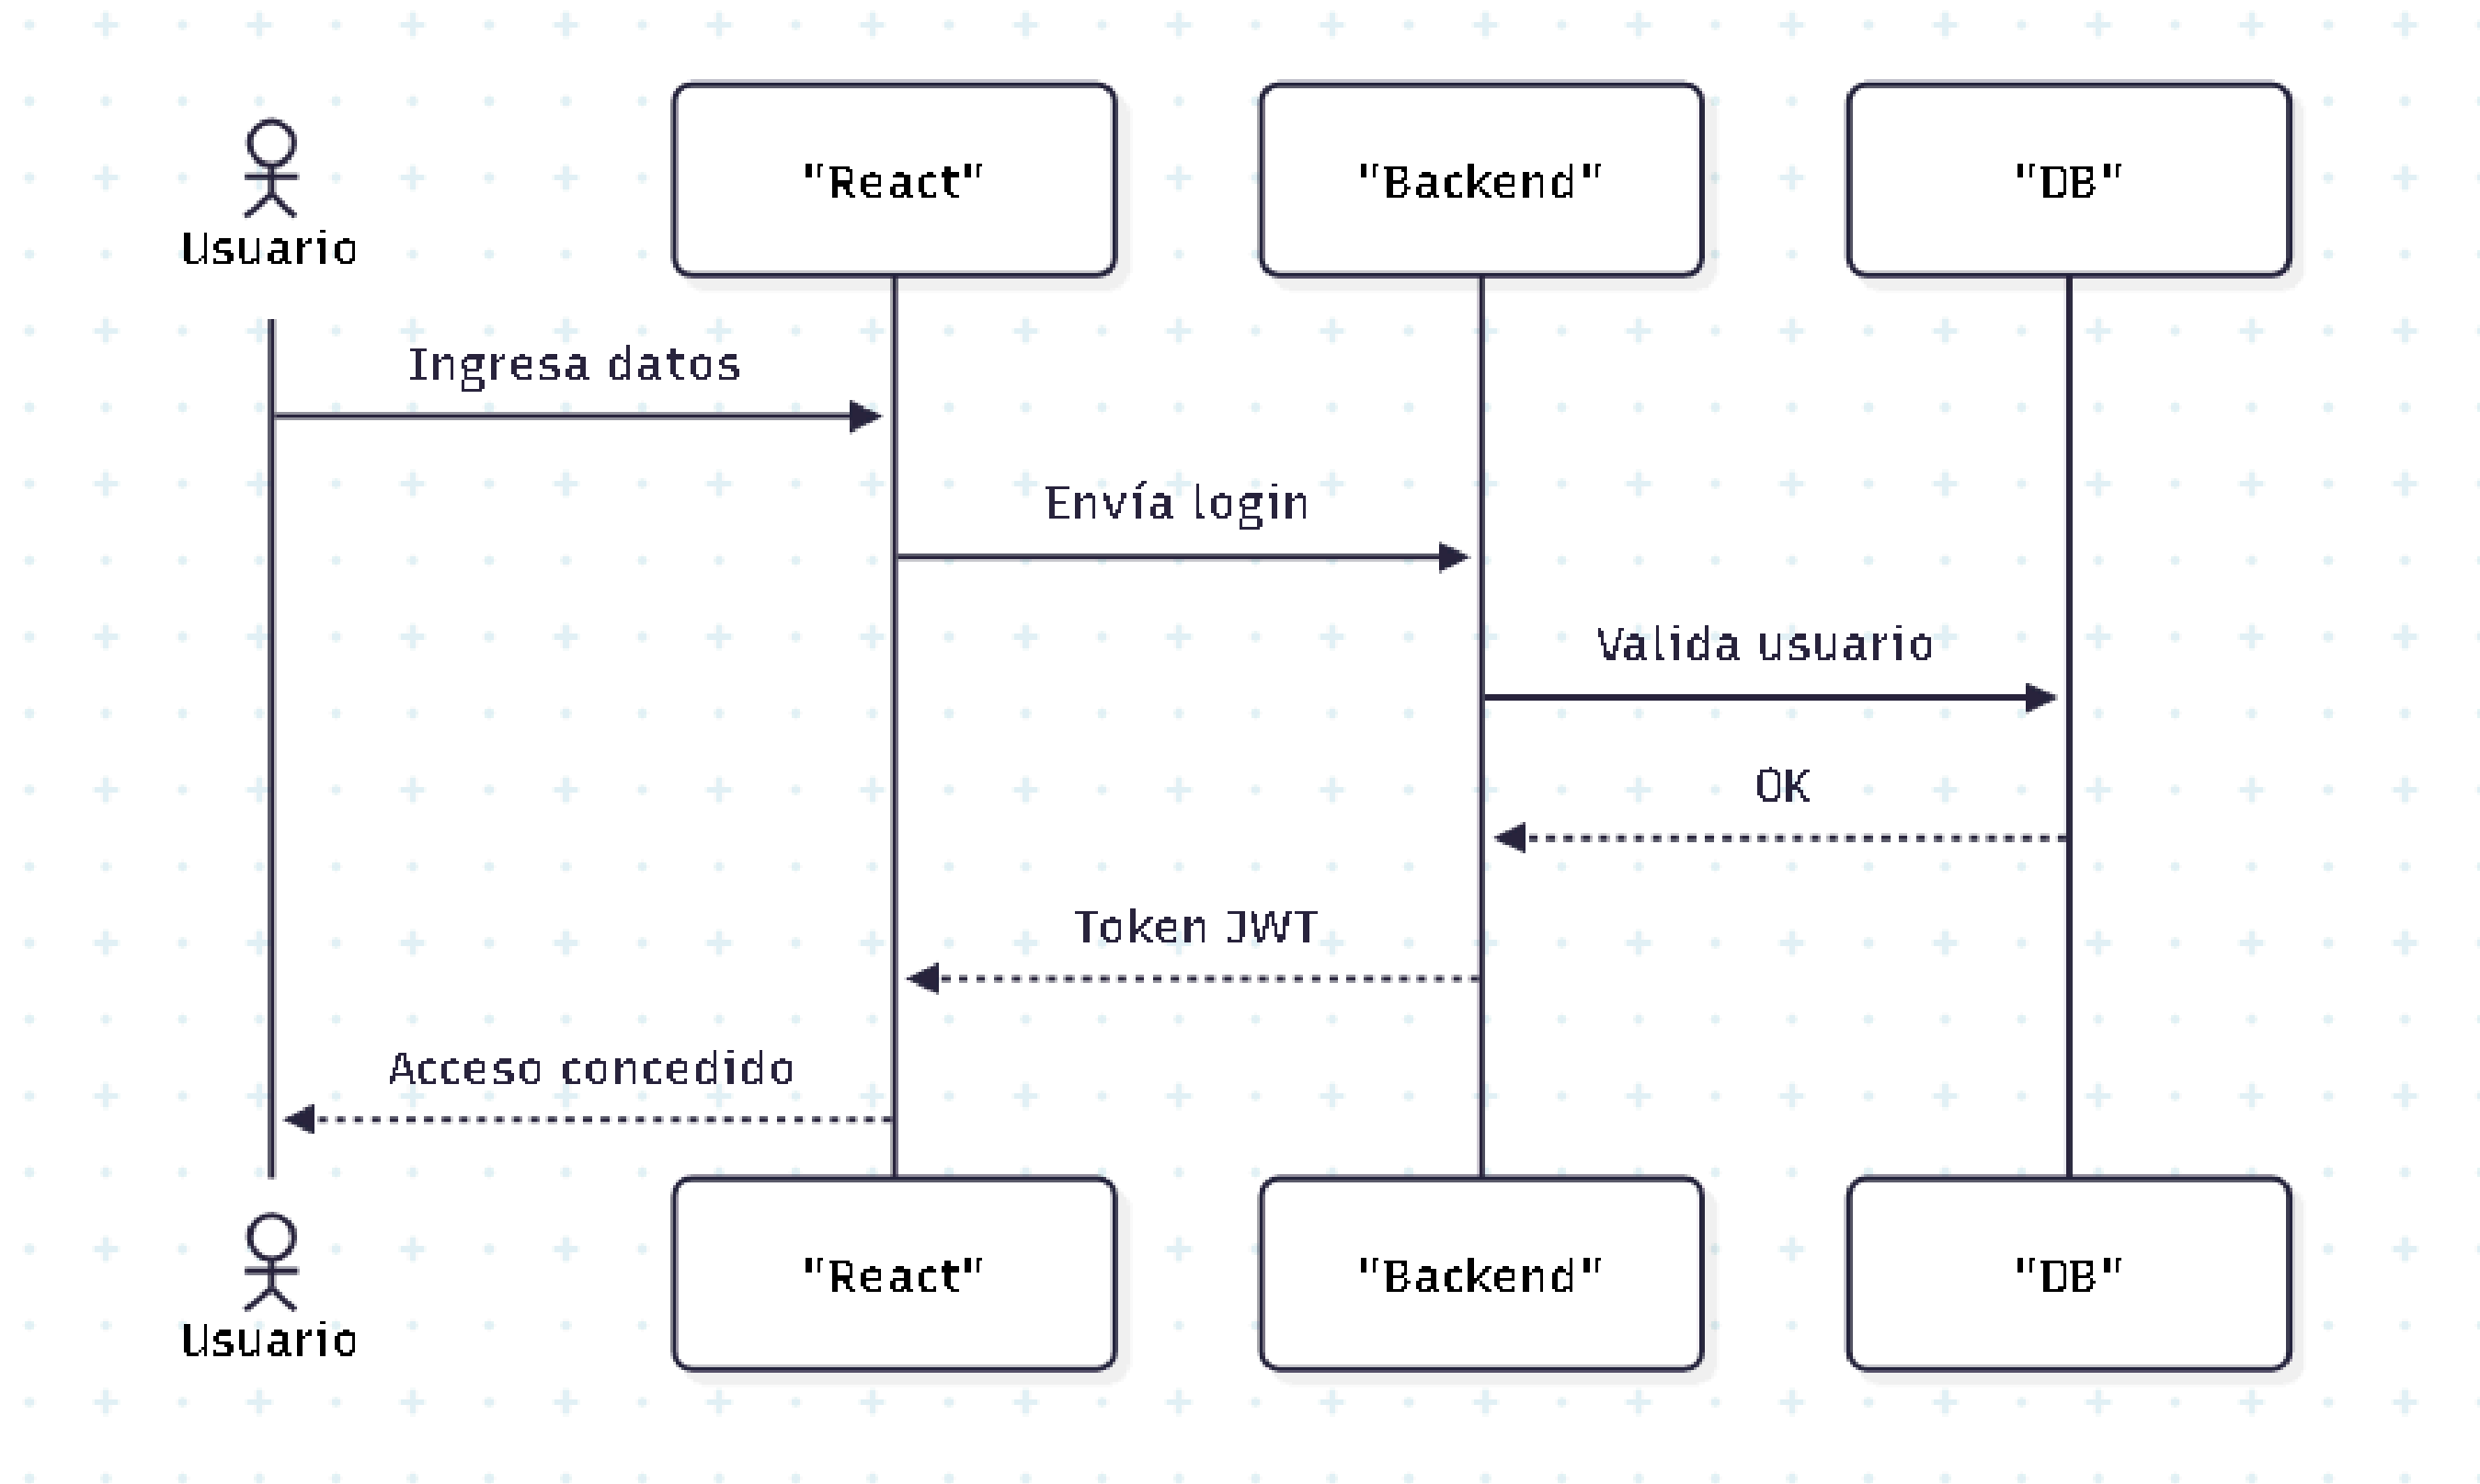 Usuario
"React"
"Backend"
"DB"
Ingresa datos
Envía login
Valida usuario
OK
Token JWT
Acceso concedido
Usuario
"React"
"Backend"
"DB"